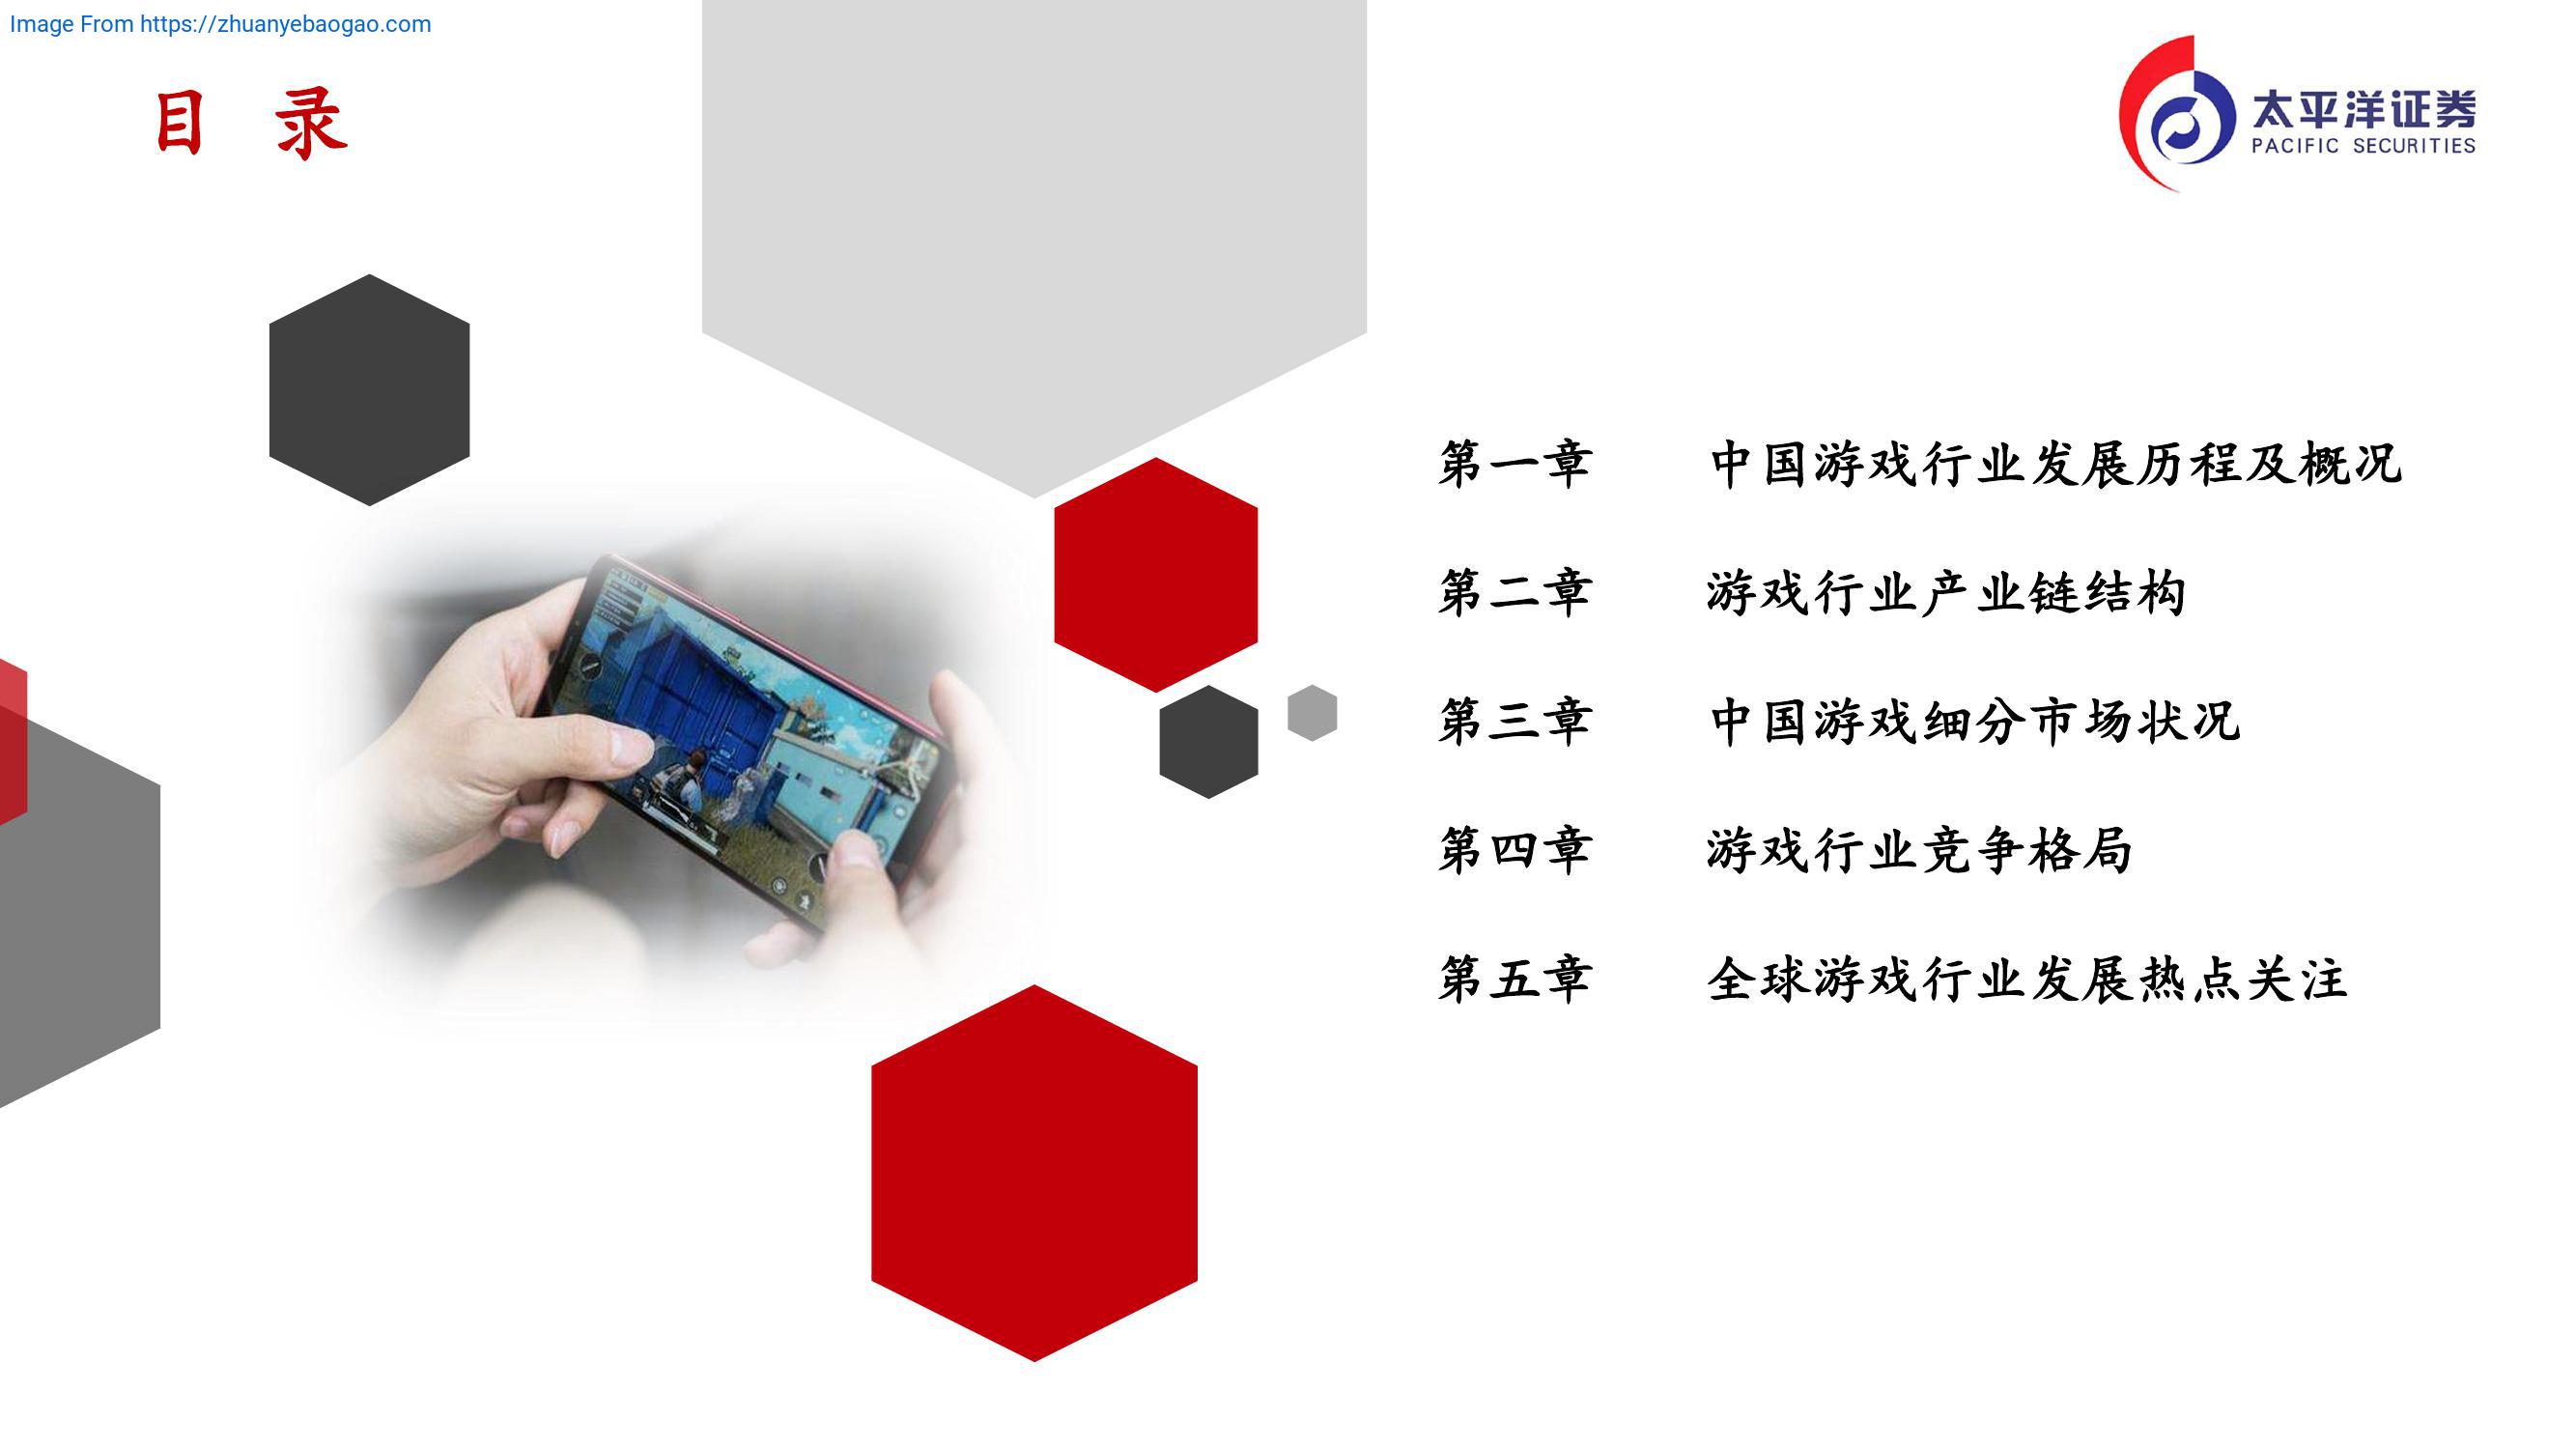 Image From https://zhuanyebaogao.com
目 录
太平洋证券
PACIFIC SECURITIES
第一章 中国游戏行业发展历程及概况
第二章 游戏行业产业链结构
第三章 中国游戏细分市场状况
第四章 游戏行业竞争格局
第五章 全球游戏行业发展热点关注